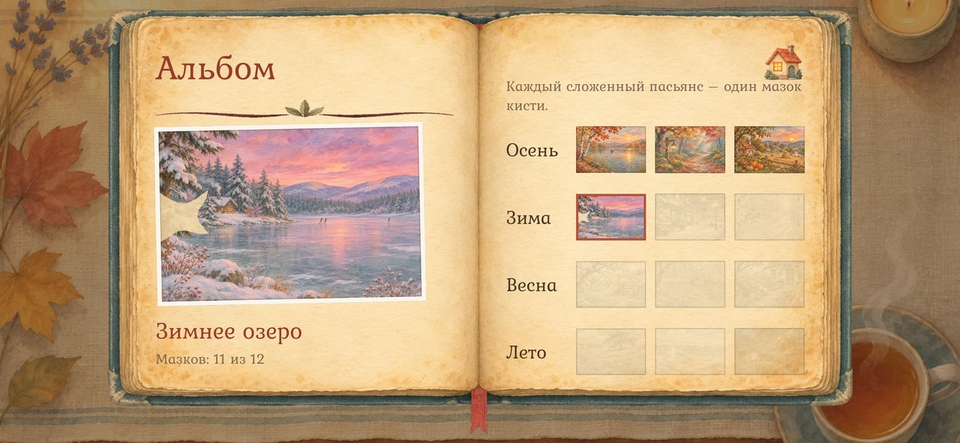 Альбом
Зимнее озеро
Мазков: 11 из 12
Каждый сложенный пасьянс — один мазок
кисти.
Осень
Зима
Весна
Лето